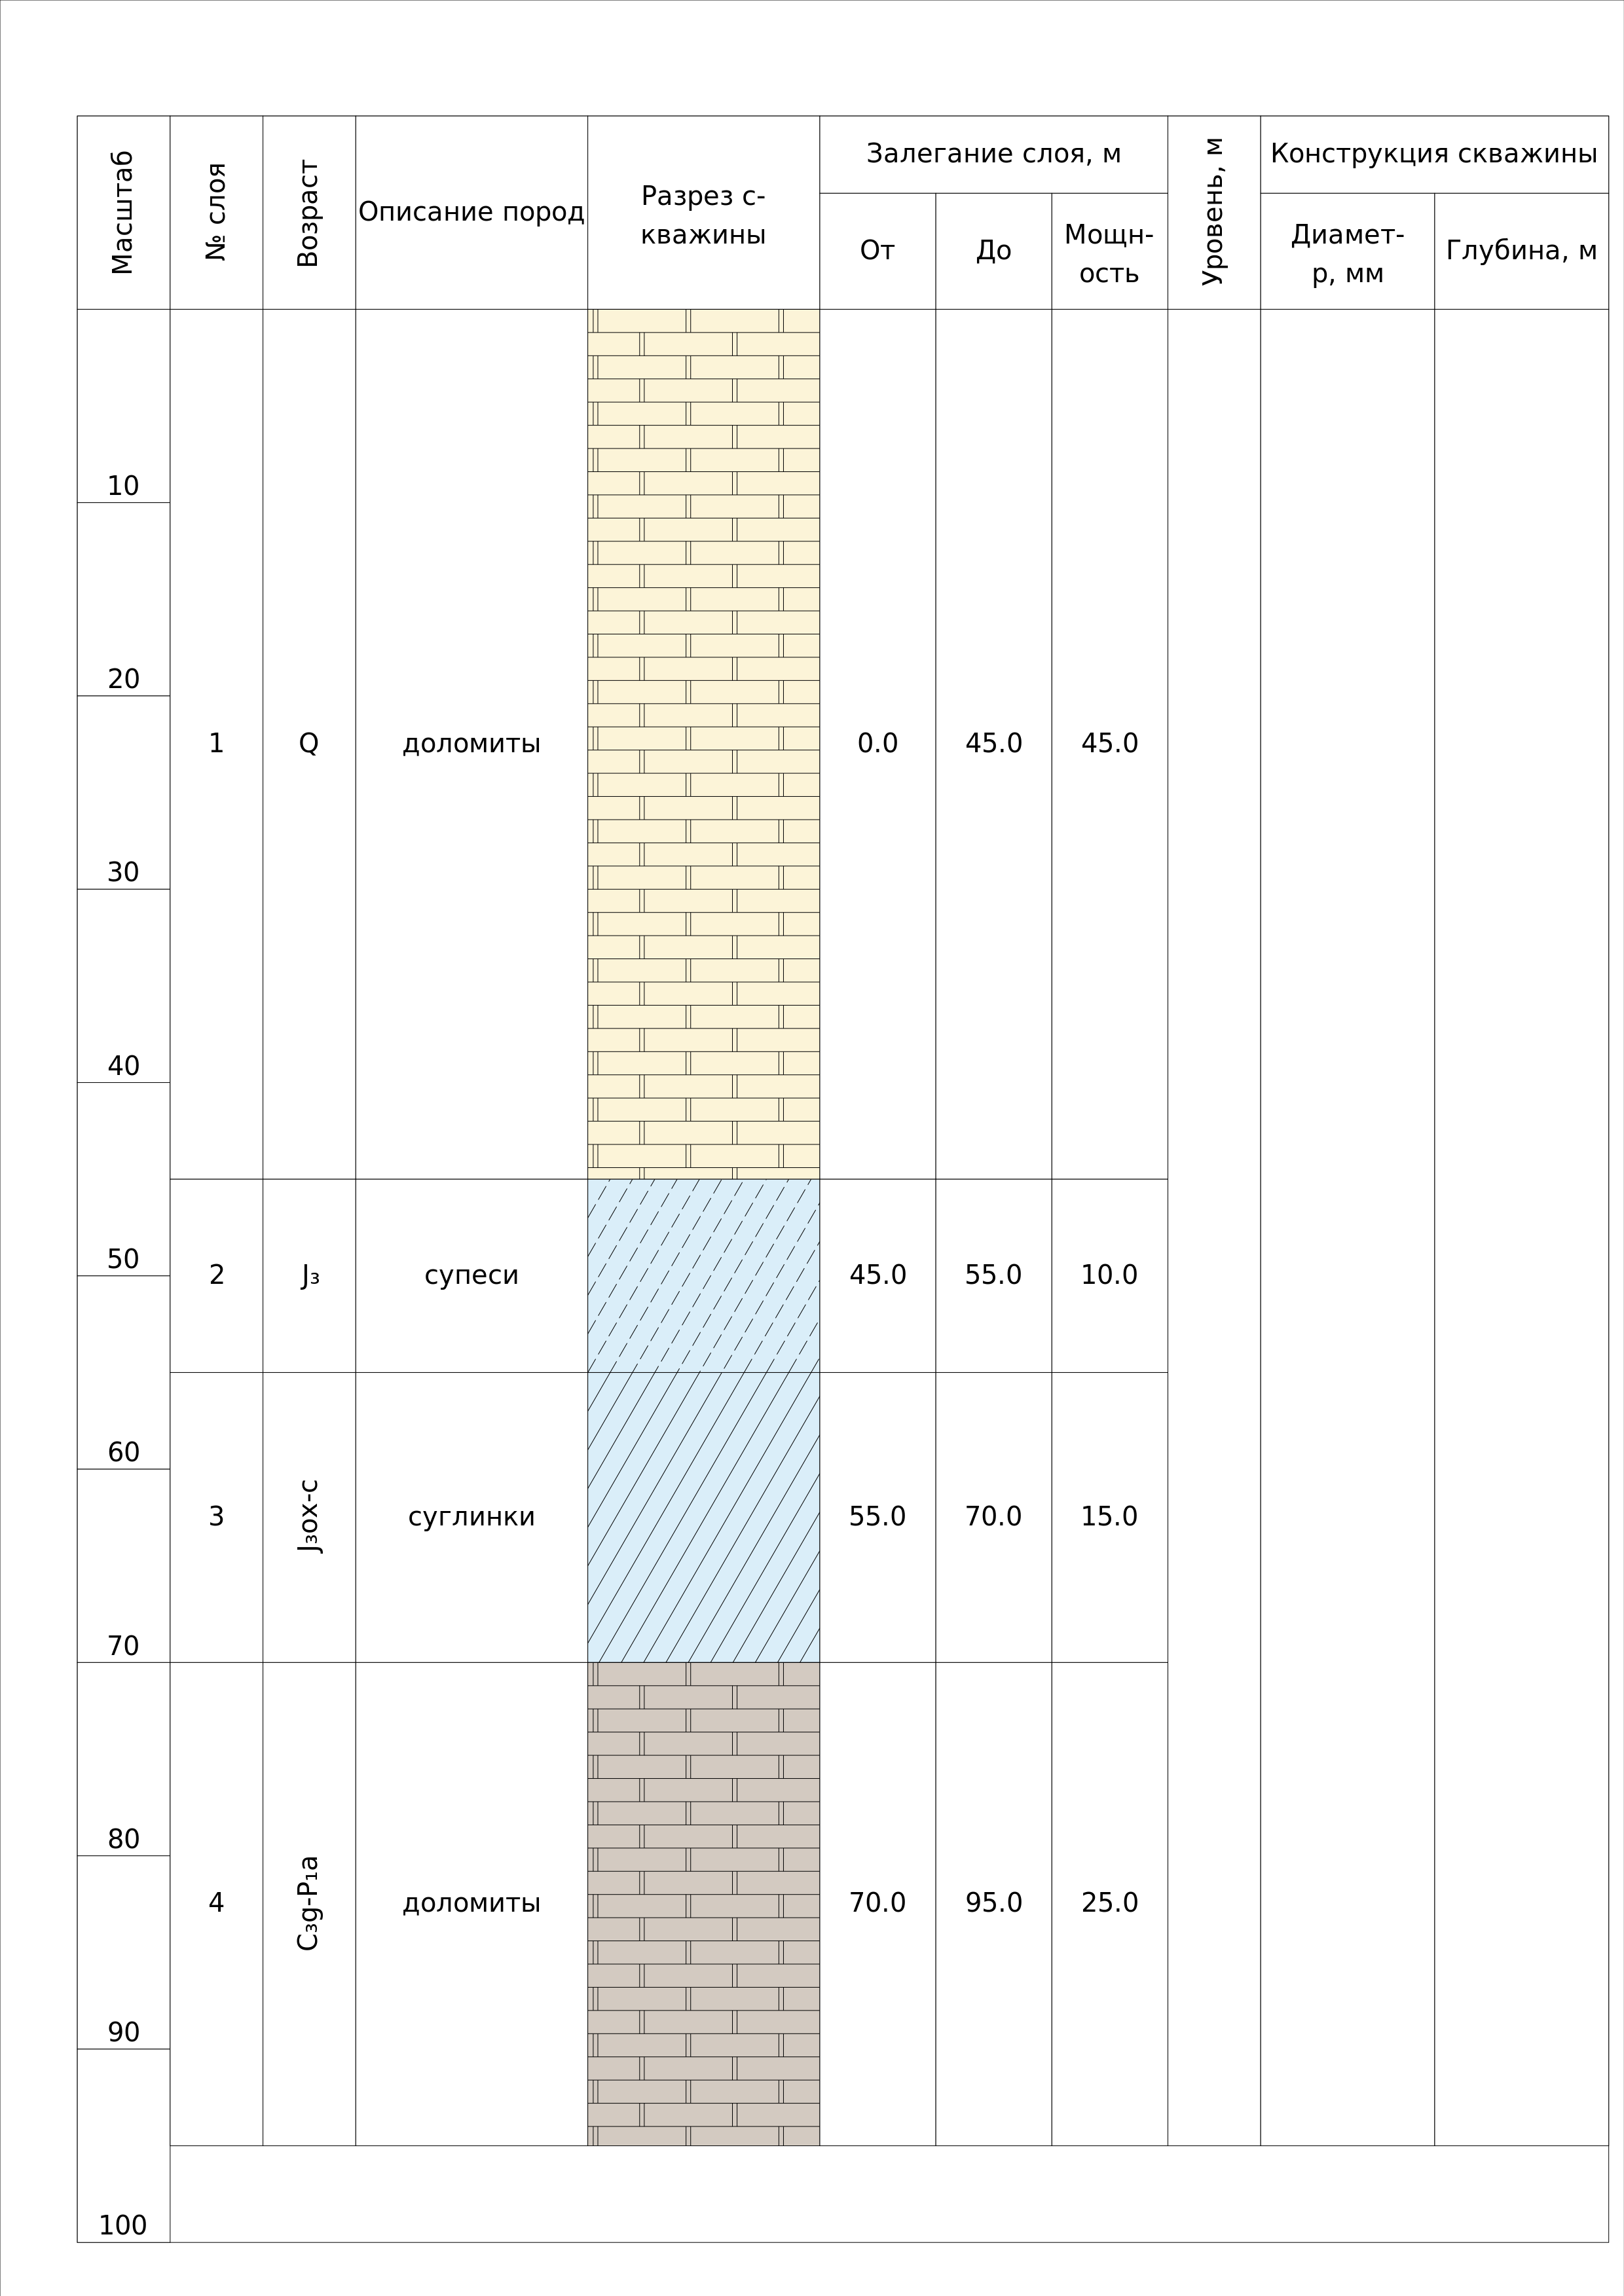 Масштаб
№ слоя
Возраст
Описание пород
Разрез с-
кважины
Залегание слоя, м
От
До
Мощн-
ость
Уровень, м
Конструкция скважины
Диамет-
р, мм
Глубина, м
10
20
30
40
50
60
70
80
90
100
1
Q
доломиты
0.0
45.0
45.0
2
J₃
супеси
45.0
55.0
10.0
3
J₃ox-c
суглинки
55.0
70.0
15.0
4
C₃g-P₁a
доломиты
70.0
95.0
25.0